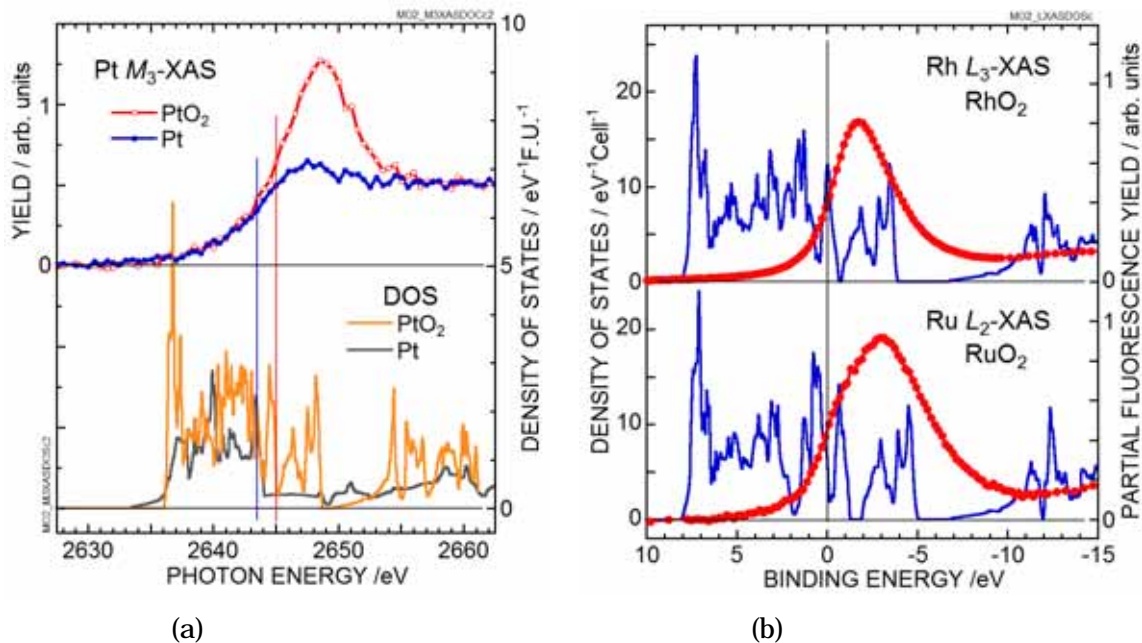 MO2_M3XASDOCc2
10
Pt M₃-XAS
PtO₂
Pt
1
0
YIELD / arb. units
5
DENSITY OF STATES / eV⁻¹F.U.⁻¹
DOS
PtO₂
Pt
MO2_M3XASDOSc2
0
2630 2640 2650 2660
PHOTON ENERGY /eV
(a)
MO2_LXASDOSc
Rh L₃-XAS
RhO₂
20
10
0
1
0
DENSITY OF STATES / eV⁻¹Cell⁻¹
PARTIAL FLUORESCENCE YIELD / arb. units
Ru L₂-XAS
RuO₂
20
10
0
1
0
10 5 0 -5 -10 -15
BINDING ENERGY /eV
(b)